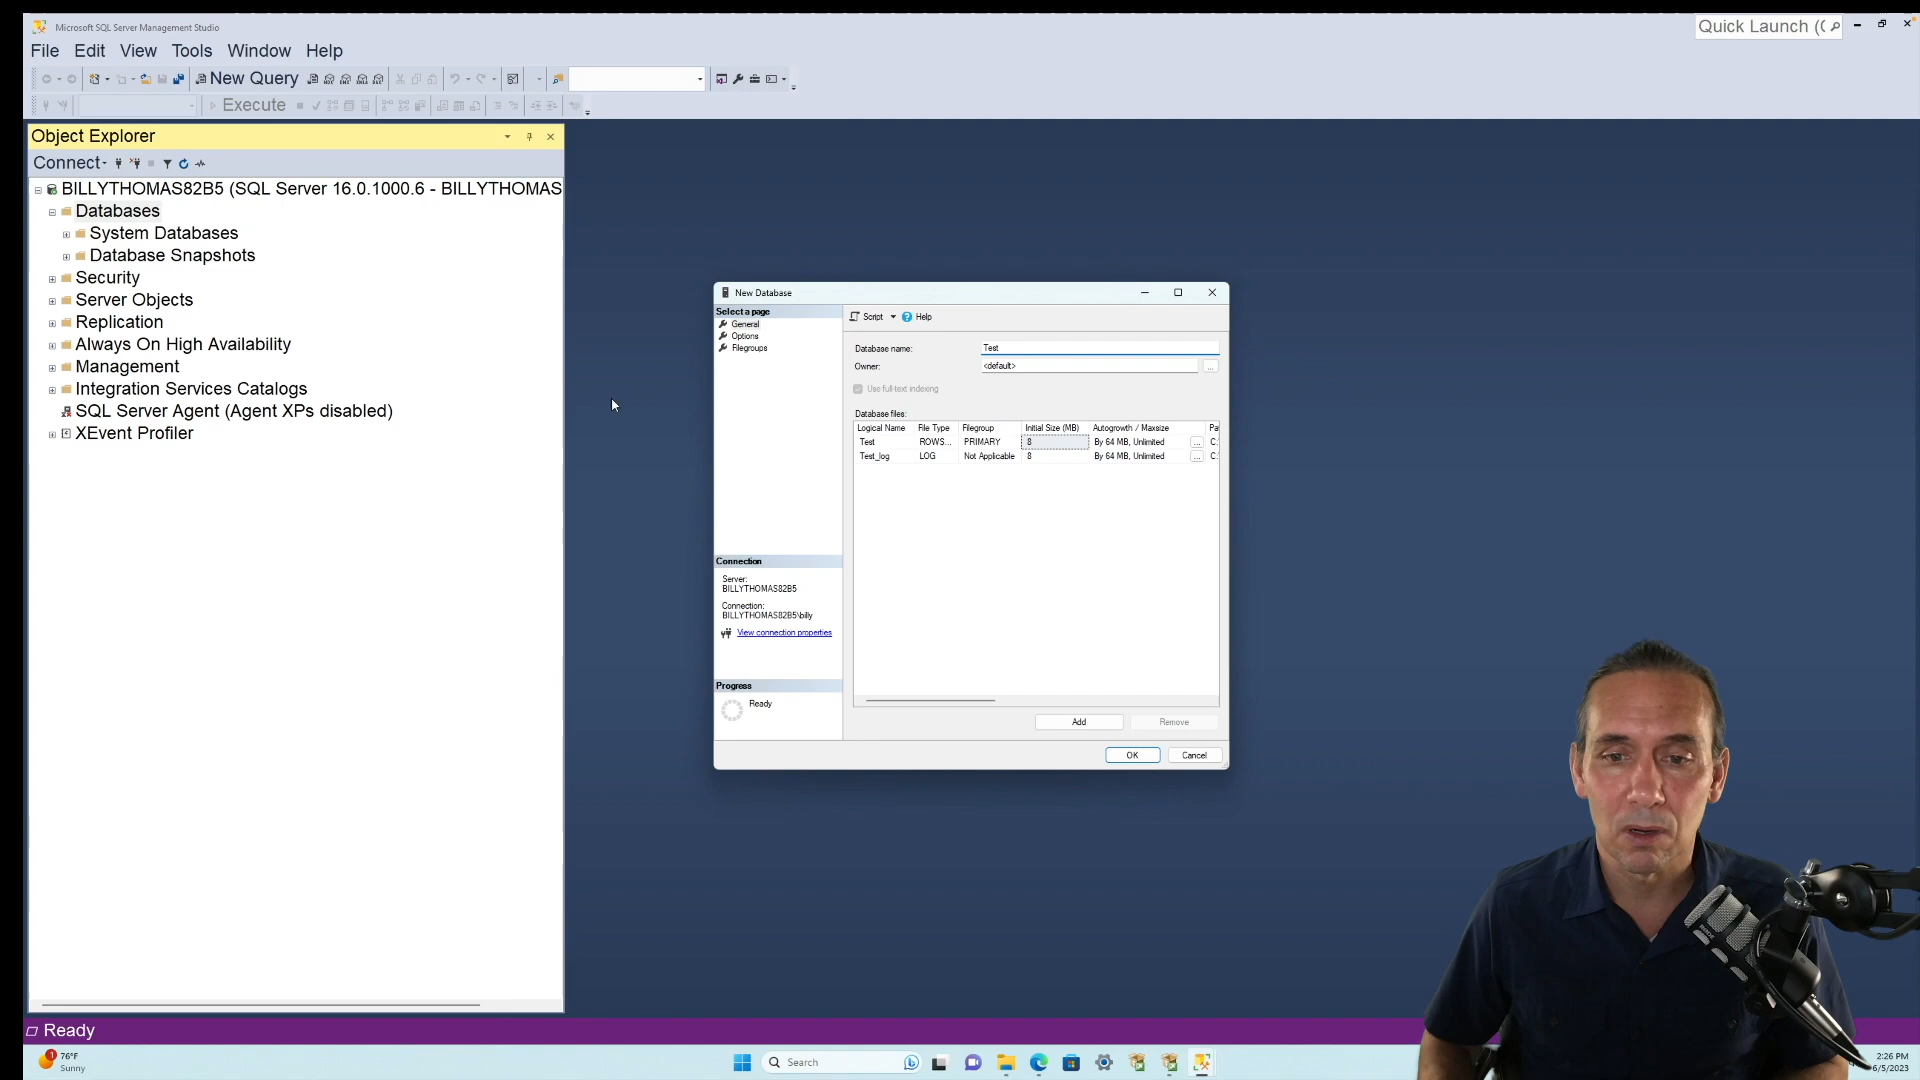 Microsoft SQL Server Management Studio
Quick Launch (C
File Edit View Tools Window Help
New Query
Execute
Object Explorer
Connect
BILLYTHOMAS82B5 (SQL Server 16.0.1000.6 - BILLYTHOMAS
Databases
System Databases
Database Snapshots
Security
Server Objects
Replication
Always On High Availability
Management
Integration Services Catalogs
SQL Server Agent (Agent XPs disabled)
XEvent Profiler
New Database
Select a page
General
Options
Filegroups
Script Help
Database name: Test
Owner: <default> ...
Use full-text indexing
Database files:
Logical Name File Type Filegroup Initial Size (MB) Autogrowth / Maxsize Pa
Test ROWS... PRIMARY 8 By 64 MB, Unlimited ... C:
Test_log LOG Not Applicable 8 By 64 MB, Unlimited ... C:
Connection
Server:
BILLYTHOMAS82B5
Connection:
BILLYTHOMAS82B5\billy
View connection properties
Progress
Ready
Add Remove
OK Cancel
Ready
1 76°F
Sunny
Search
2:26 PM
6/5/2023